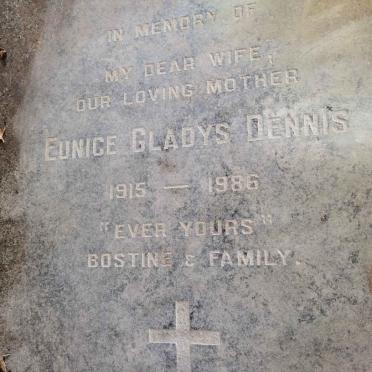 IN MEMORY OF
MY DEAR WIFE,
OUR LOVING MOTHER
EUNICE GLADYS DENNIS
1915 — 1986
"EVER YOURS"
BOSTINE & FAMILY.